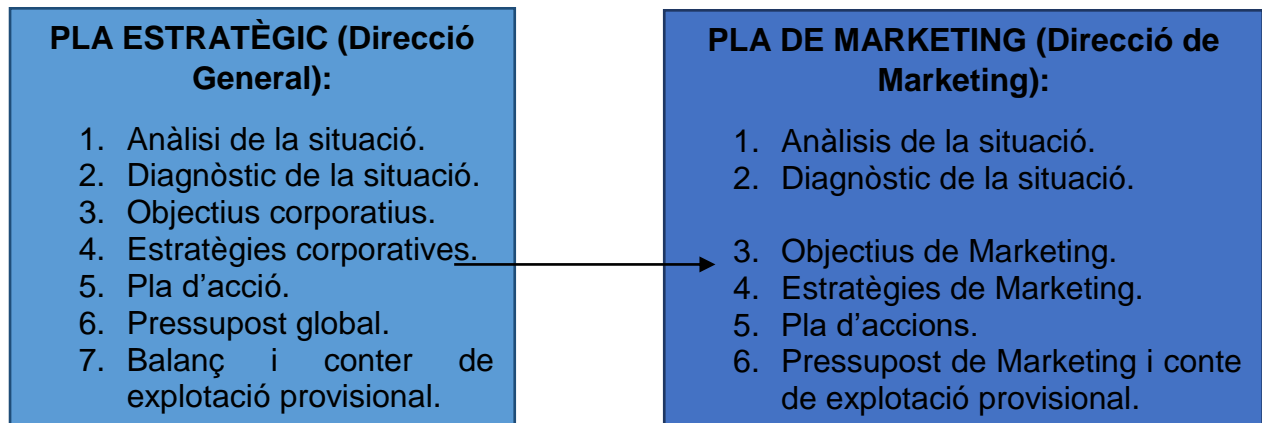 PLA ESTRATÈGIC (Direcció
General):
1. Anàlisi de la situació.
2. Diagnòstic de la situació.
3. Objectius corporatius.
4. Estratègies corporatives.
5. Pla d’acció.
6. Pressupost global.
7. Balanç i conter de
explotació provisional.
PLA DE MARKETING (Direcció de
Marketing):
1. Anàlisis de la situació.
2. Diagnòstic de la situació.
3. Objectius de Marketing.
4. Estratègies de Marketing.
5. Pla d’accions.
6. Pressupost de Marketing i conte
de explotació provisional.